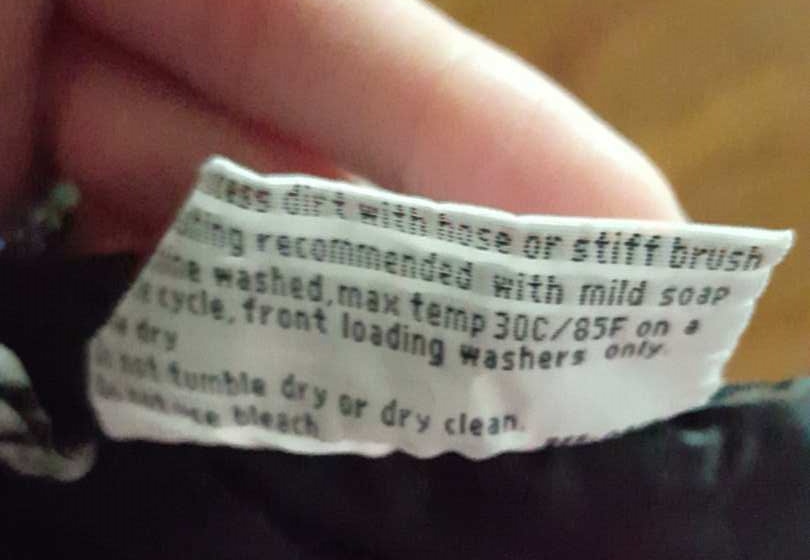 dirt with hose or stiff brush
recommended with mild soap
washed, max temp 30C/85F on a
cycle, front loading washers only.
dry
not tumble dry or dry clean.
bleach